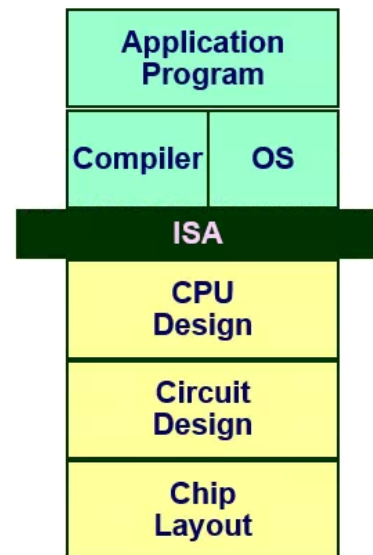 Application
Program
Compiler
OS
ISA
CPU
Design
Circuit
Design
Chip
Layout